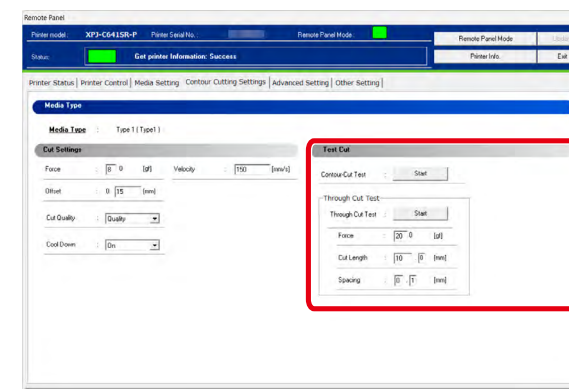 Remote Panel
Printer model: XPJ-C641SR-P Printer Serial No. : Remote Panel Mode :
Remote Panel Mode
Status: Get printer Information: Success
Printer Info. Exit
Printer Status Printer Control Media Setting Contour Cutting Settings Advanced Setting Other Setting
Media Type
Media Type : Type 1 ( Type1 )
Cut Settings
Force : 8 0 [gf] Velocity : 150 [mm/s]
Offset : 0. 15 [mm]
Cut Quality : Quality
Cool Down : On
Test Cut
Contour-Cut Test : Start
Through Cut Test
Through Cut Test : Start
Force : 20 0 [gf]
Cut Length : 10 . 0 [mm]
Spacing : 0 . 1 [mm]